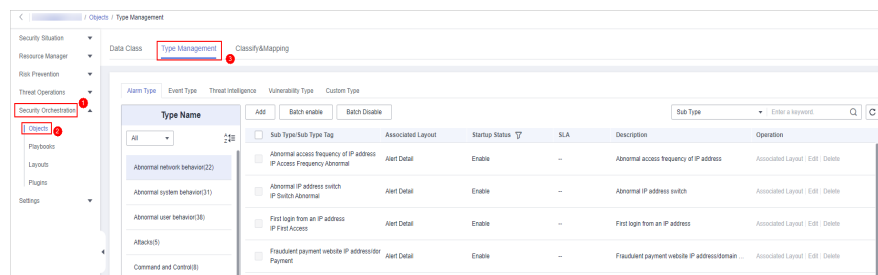 / Objects / Type Management
Security Situation
Resource Manager
Risk Prevention
Threat Operations
Security Orchestration
1
Objects
2
Playbooks
Layouts
Plugins
Settings
Data Class Type Management Classify&Mapping
3
Alarm Type Event Type Threat Intelligence Vulnerability Type Custom Type
Type Name
All
Abnormal network behavior(22)
Abnormal system behavior(31)
Abnormal user behavior(38)
Attacks(5)
Command and Control(8)
Add Batch enable Batch Disable Sub Type Enter a keyword.
Sub Type/Sub Type Tag Associated Layout Startup Status SLA Description Operation
Abnormal access frequency of IP address
IP Access Frequency Abnormal
Alert Detail Enable -- Abnormal access frequency of IP address Associated Layout Edit Delete
Abnormal IP address switch
IP Switch Abnormal
Alert Detail Enable -- Abnormal IP address switch Associated Layout Edit Delete
First login from an IP address
IP First Access
Alert Detail Enable -- First login from an IP address Associated Layout Edit Delete
Fraudulent payment website IP address/dor
Payment
Alert Detail Enable -- Fraudulent payment website IP address/domain ... Associated Layout Edit Delete